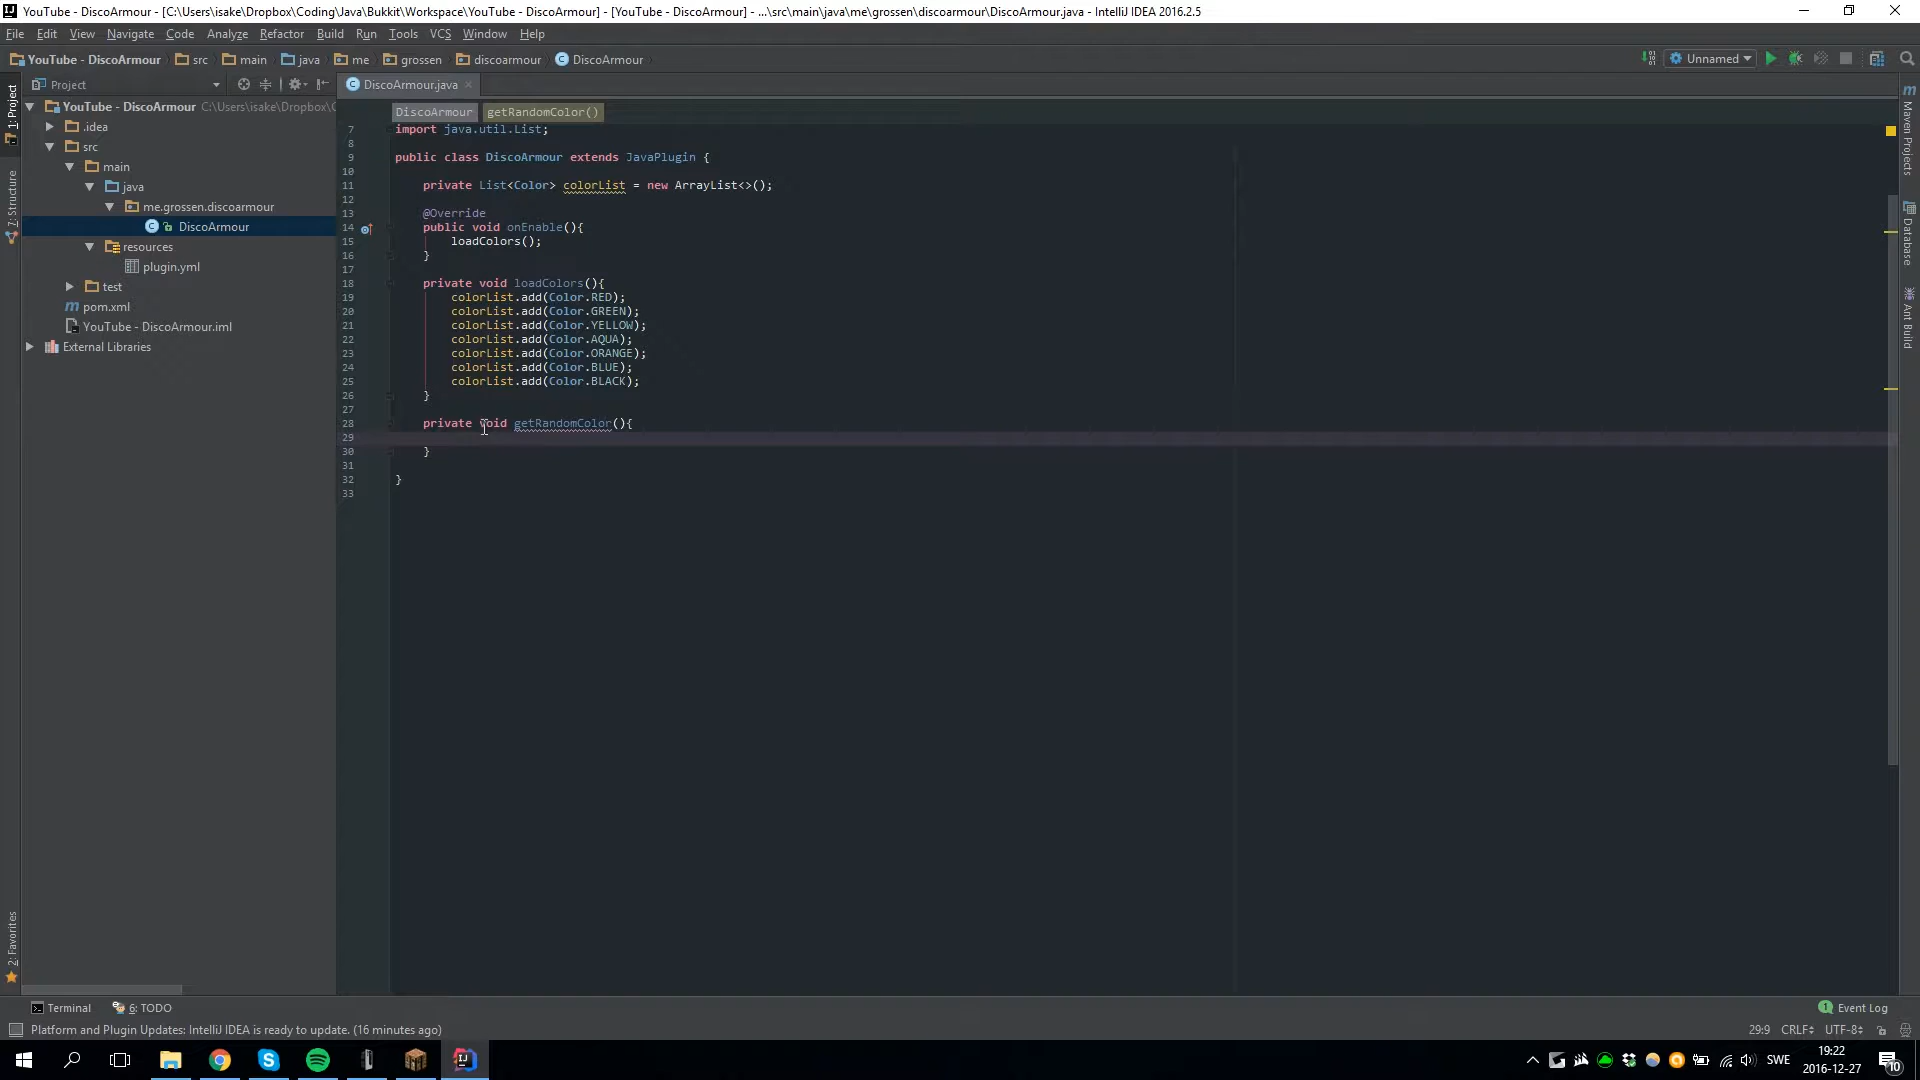 YouTube - DiscoArmour - [C:\Users\isake\Dropbox\Coding\Java\Bukkit\Workspace\YouTube - DiscoArmour] - [YouTube - DiscoArmour] - ...\src\main\java\me\grossen\discoarmour\DiscoArmour.java - IntelliJ IDEA 2016.2.5
File Edit View Navigate Code Analyze Refactor Build Run Tools VCS Window Help
YouTube - DiscoArmour src main java me grossen discoarmour DiscoArmour Unnamed
Project DiscoArmour.java
DiscoArmour getRandomColor()
1: Project
7: Structure
2: Favorites
YouTube - DiscoArmour C:\Users\isake\Dropbox\C
.idea
src
main
java
me.grossen.discoarmour
DiscoArmour
resources
plugin.yml
test
pom.xml
YouTube - DiscoArmour.iml
External Libraries
7 import java.util.List;
8
9 public class DiscoArmour extends JavaPlugin {
10
11 private List<Color> colorList = new ArrayList<>();
12
13 @Override
14 public void onEnable(){
15 loadColors();
16 }
17
18 private void loadColors(){
19 colorList.add(Color.RED);
20 colorList.add(Color.GREEN);
21 colorList.add(Color.YELLOW);
22 colorList.add(Color.AQUA);
23 colorList.add(Color.ORANGE);
24 colorList.add(Color.BLUE);
25 colorList.add(Color.BLACK);
26 }
27
28 private void getRandomColor(){
29
30 }
31
32 }
33
Maven Projects
Database
Ant Build
Terminal 6: TODO 1 Event Log
Platform and Plugin Updates: IntelliJ IDEA is ready to update. (16 minutes ago) 29:9 CRLF UTF-8
SWE 19:22
2016-12-27 10